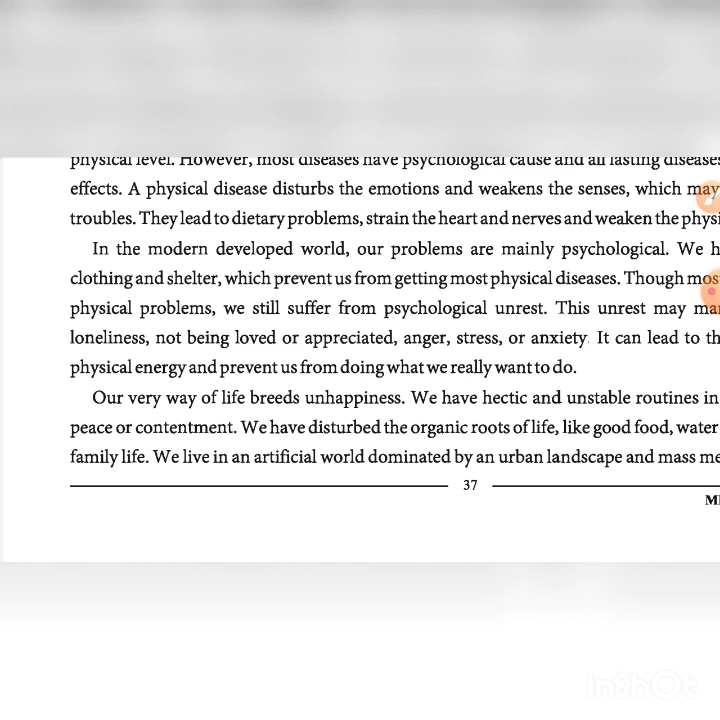 physical level. However, most diseases have psychological cause and all lasting diseases
effects. A physical disease disturbs the emotions and weakens the senses, which may
troubles. They lead to dietary problems, strain the heart and nerves and weaken the physi
In the modern developed world, our problems are mainly psychological. We h
clothing and shelter, which prevent us from getting most physical diseases. Though mos
physical problems, we still suffer from psychological unrest. This unrest may ma
loneliness, not being loved or appreciated, anger, stress, or anxiety. It can lead to th
physical energy and prevent us from doing what we really want to do.
Our very way of life breeds unhappiness. We have hectic and unstable routines in
peace or contentment. We have disturbed the organic roots of life, like good food, water
family life. We live in an artificial world dominated by an urban landscape and mass me
37
InShOt